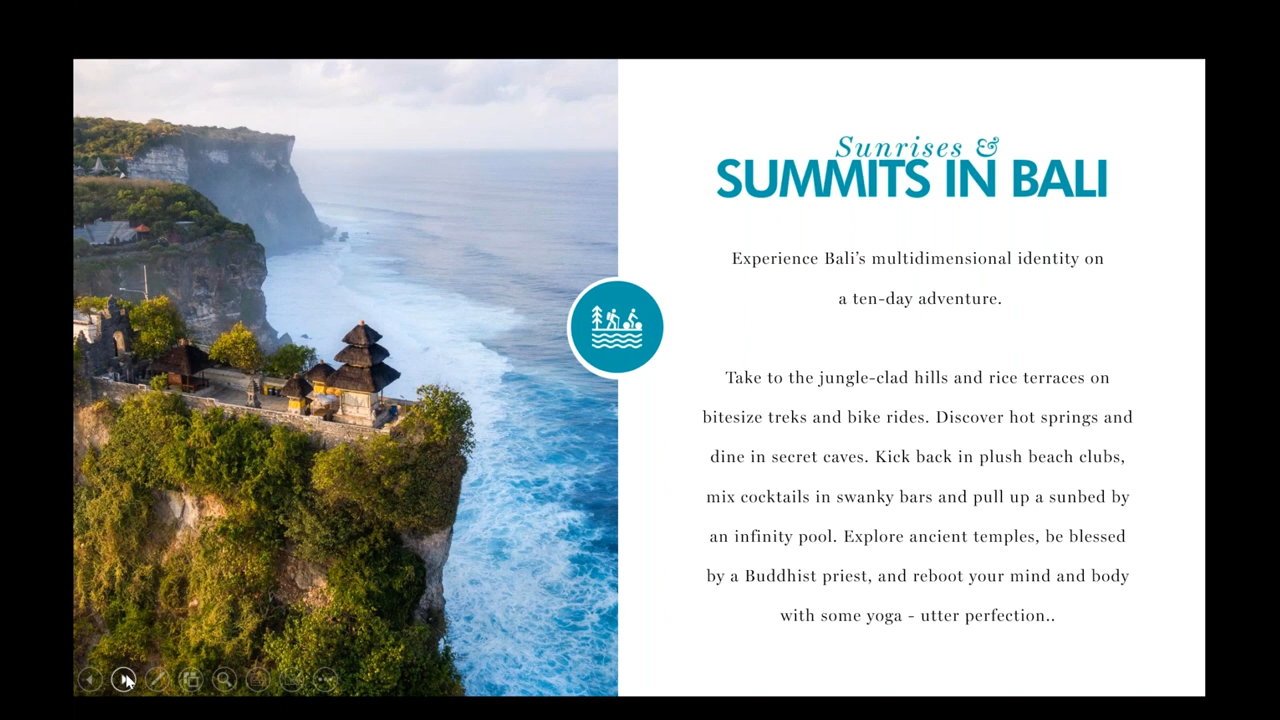 Sunrises &
SUMMITS IN BALI
Experience Bali’s multidimensional identity on
a ten-day adventure.
Take to the jungle-clad hills and rice terraces on
bitesize treks and bike rides. Discover hot springs and
dine in secret caves. Kick back in plush beach clubs,
mix cocktails in swanky bars and pull up a sunbed by
an infinity pool. Explore ancient temples, be blessed
by a Buddhist priest, and reboot your mind and body
with some yoga - utter perfection..